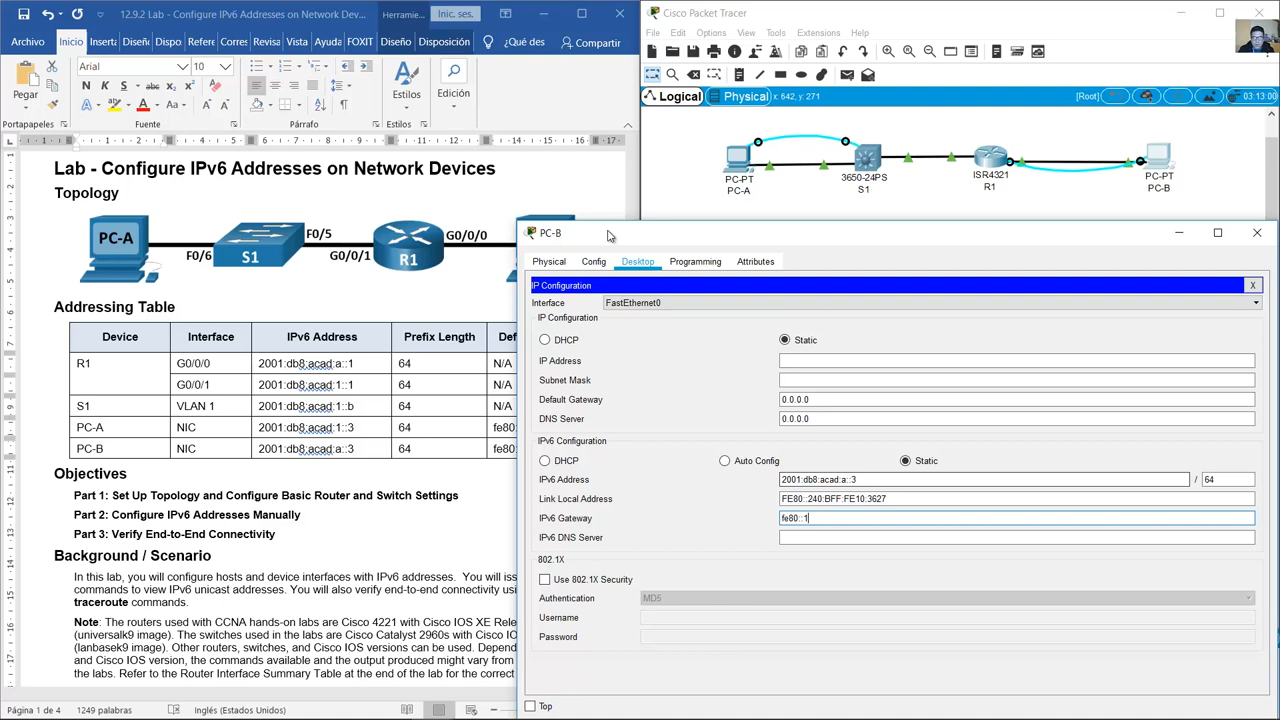 12.9.2 Lab - Configure IPv6 Addresses on Network Dev...
Herramie...
Inic. ses.
Archivo Inicio Inserta Diseño Dispo Refere Corres Revisa Vista Ayuda FOXIT Diseño Disposición ¿Qué des Compartir
Pegar
Arial 10
N K S abc x₂ x²
Estilos
Edición
Portapapeles Fuente Párrafo Estilos
Lab - Configure IPv6 Addresses on Network Devices
Topology
PC-A F0/6 S1 F0/5 G0/0/1 R1 G0/0/0
Addressing Table
Device Interface IPv6 Address Prefix Length Def
R1 G0/0/0 2001:db8:acad:a::1 64 N/A
G0/0/1 2001:db8:acad:1::1 64 N/A
S1 VLAN 1 2001:db8:acad:1::b 64 N/A
PC-A NIC 2001:db8:acad:1::3 64 fe80:
PC-B NIC 2001:db8:acad:a::3 64 fe80:
Objectives
Part 1: Set Up Topology and Configure Basic Router and Switch Settings
Part 2: Configure IPv6 Addresses Manually
Part 3: Verify End-to-End Connectivity
Background / Scenario
In this lab, you will configure hosts and device interfaces with IPv6 addresses. You will iss
commands to view IPv6 unicast addresses. You will also verify end-to-end connectivity usi
traceroute commands.
Note: The routers used with CCNA hands-on labs are Cisco 4221 with Cisco IOS XE Rele
(universalk9 image). The switches used in the labs are Cisco Catalyst 2960s with Cisco IO
(lanbasek9 image). Other routers, switches, and Cisco IOS versions can be used. Depend
and Cisco IOS version, the commands available and the output produced might vary from
the labs. Refer to the Router Interface Summary Table at the end of the lab for the correct
Página 1 de 4 1249 palabras Inglés (Estados Unidos)
Cisco Packet Tracer
File Edit Options View Tools Extensions Help
Logical Physical x: 642, y: 271 [Root] 03:13:00
PC-PT
PC-A
3650-24PS
S1
ISR4321
R1
PC-PT
PC-B
PC-B
Physical Config Desktop Programming Attributes
IP Configuration X
Interface FastEthernet0
IP Configuration
DHCP Static
IP Address
Subnet Mask
Default Gateway 0.0.0.0
DNS Server 0.0.0.0
IPv6 Configuration
DHCP Auto Config Static
IPv6 Address 2001:db8:acad:a::3 / 64
Link Local Address FE80::240:BFF:FE10:3627
IPv6 Gateway fe80::1
IPv6 DNS Server
802.1X
Use 802.1X Security
Authentication MD5
Username
Password
Top